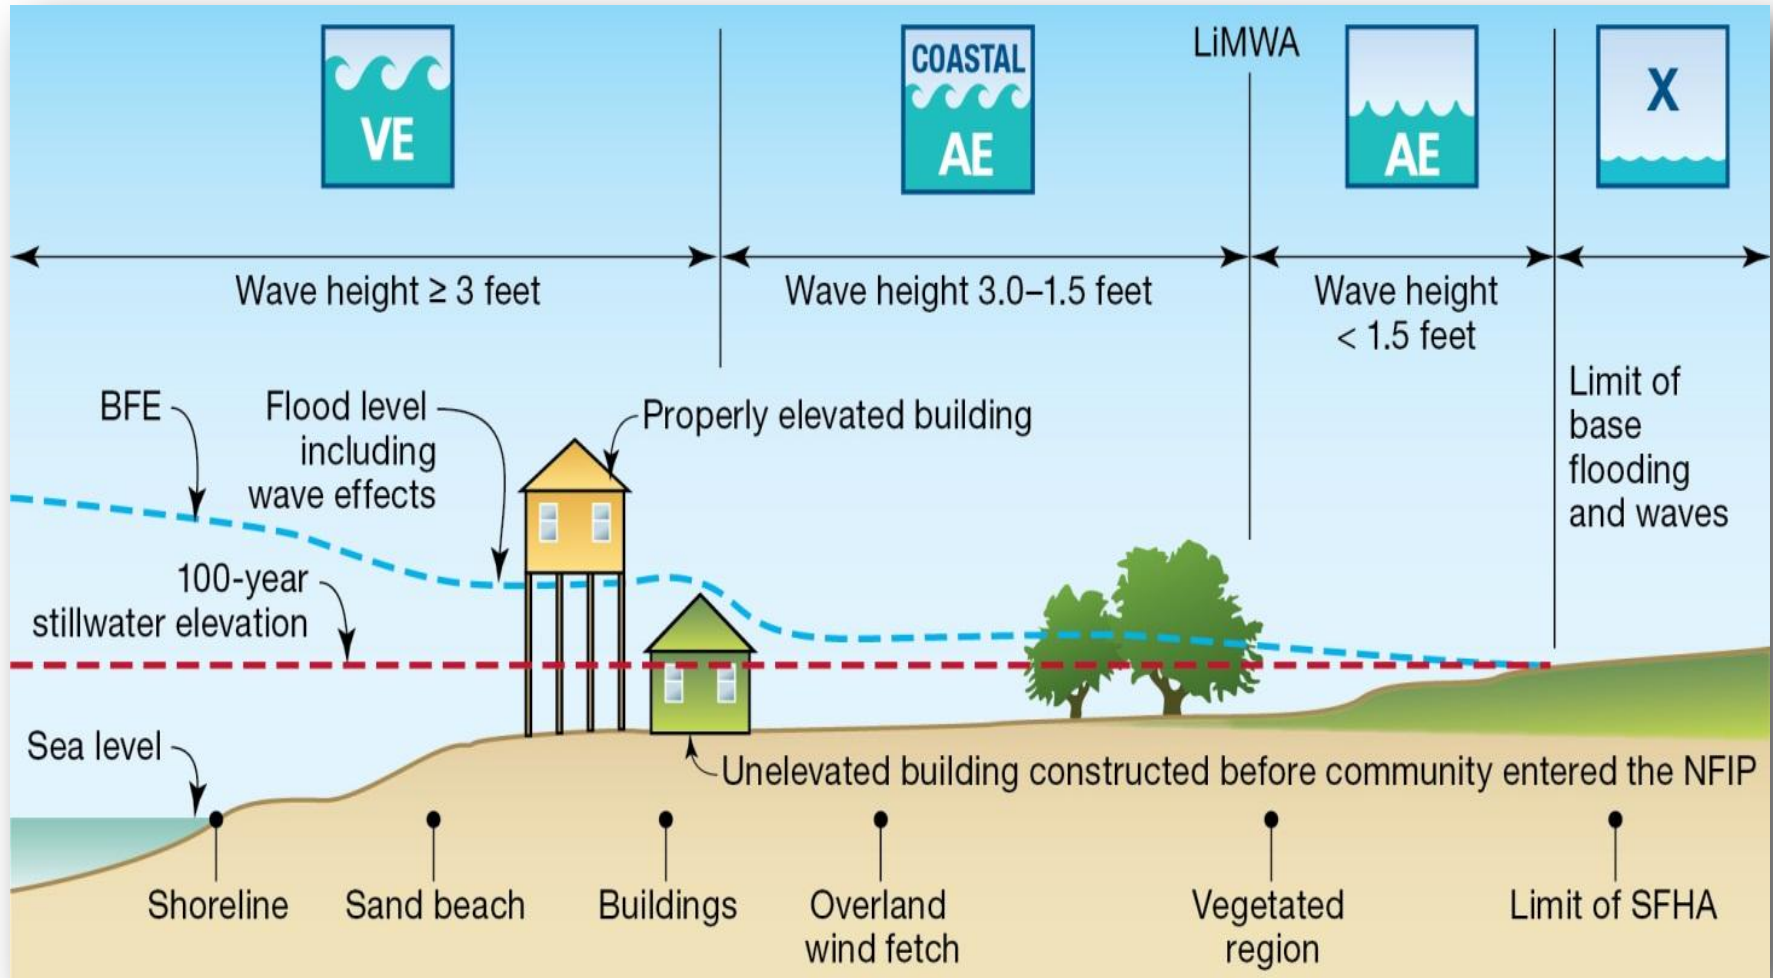 VE
COASTAL
AE
LiMWA
AE
X
Wave height ≥ 3 feet
Wave height 3.0–1.5 feet
Wave height
< 1.5 feet
Limit of
base
flooding
and waves
BFE
Flood level
including
wave effects
Properly elevated building
100-year
stillwater elevation
Sea level
Unelevated building constructed before community entered the NFIP
Shoreline
Sand beach
Buildings
Overland
wind fetch
Vegetated
region
Limit of SFHA